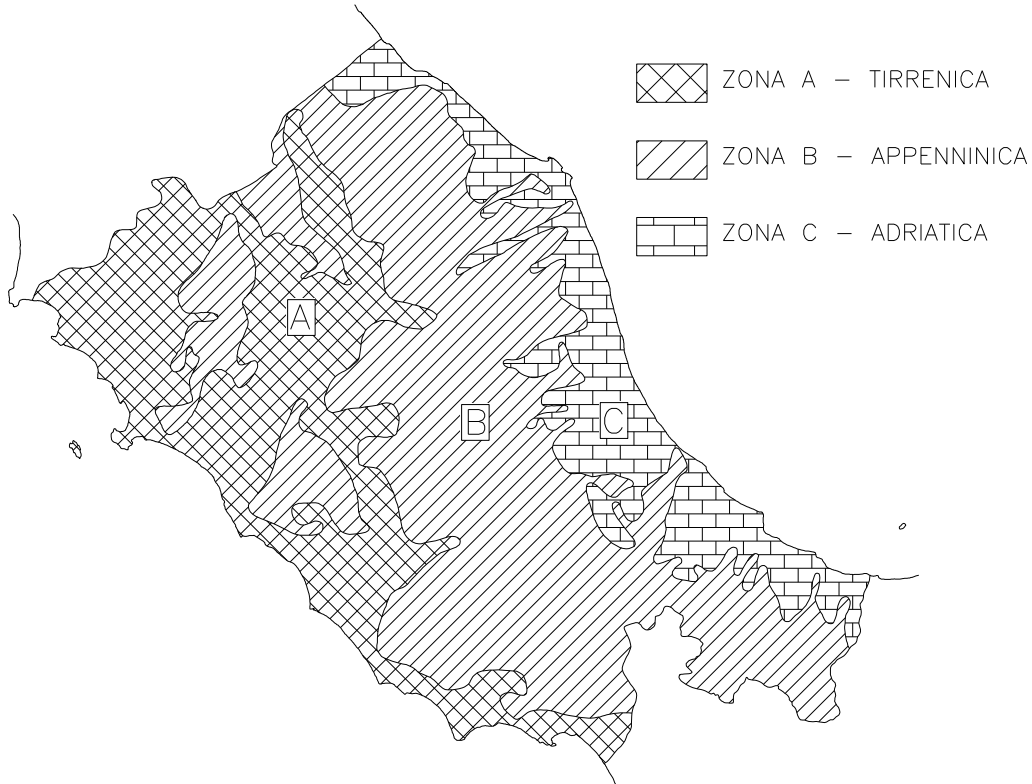 ZONA A – TIRRENICA
ZONA B – APPENNINICA
ZONA C – ADRIATICA
A
B
C